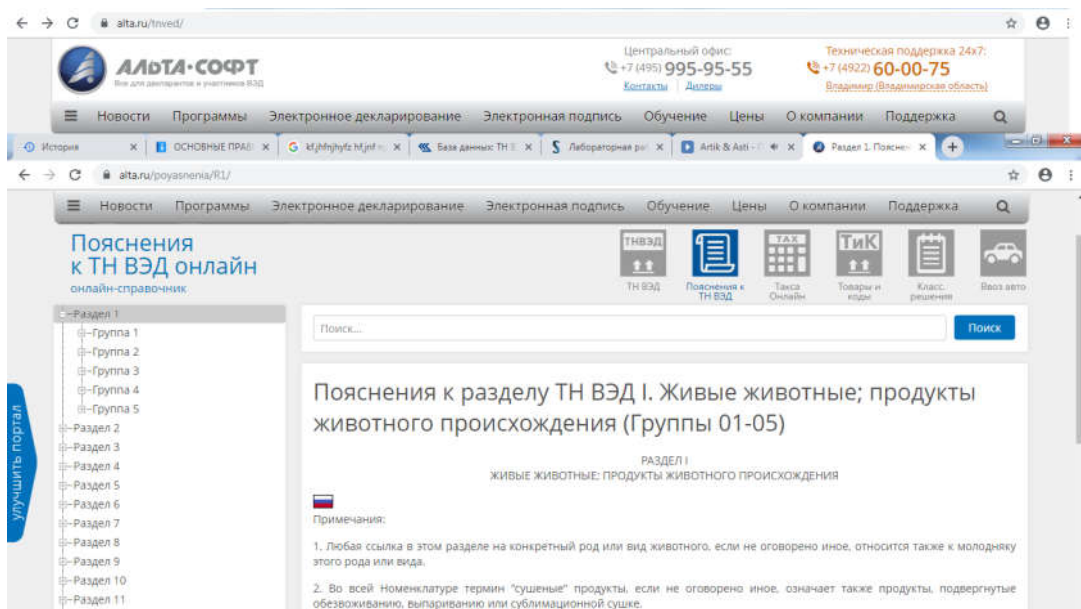 alta.ru/tnved/
АЛЬТА-СОФТ
Все для декларантов и участников ВЭД
Центральный офис:
+7 (495) 995-95-55
Контакты Дилеры
Техническая поддержка 24x7:
+7 (4922) 60-00-75
Владимир (Владимирская область)
Новости Программы Электронное декларирование Электронная подпись Обучение Цены О компании Поддержка
История ОСНОВНЫЕ ПРАВ База данных: ТН Лабораторная ра Artik & Asti - Раздел 1. Поясне
alta.ru/poyasnenia/R1/
Новости Программы Электронное декларирование Электронная подпись Обучение Цены О компании Поддержка
Пояснения
к ТН ВЭД онлайн
онлайн-справочник
ТНВЭД
ТН ВЭД
Пояснения к
ТН ВЭД
TAX
Такса
Онлайн
ТиК
Товары и
коды
Класс.
решения
Ввоз авто
Раздел 1
Группа 1
Группа 2
Группа 3
Группа 4
Группа 5
Раздел 2
Раздел 3
Раздел 4
Раздел 5
Раздел 6
Раздел 7
Раздел 8
Раздел 9
Раздел 10
Раздел 11
улучшить портал
Поиск...
Поиск
Пояснения к разделу ТН ВЭД I. Живые животные; продукты
животного происхождения (Группы 01-05)
РАЗДЕЛ I
ЖИВЫЕ ЖИВОТНЫЕ; ПРОДУКТЫ ЖИВОТНОГО ПРОИСХОЖДЕНИЯ
Примечания:
1. Любая ссылка в этом разделе на конкретный род или вид животного, если не оговорено иное, относится также к молодняку
этого рода или вида.
2. Во всей Номенклатуре термин "сушеные" продукты, если не оговорено иное, означает также продукты, подвергнутые
обезвоживанию, выпариванию или сублимационной сушке.